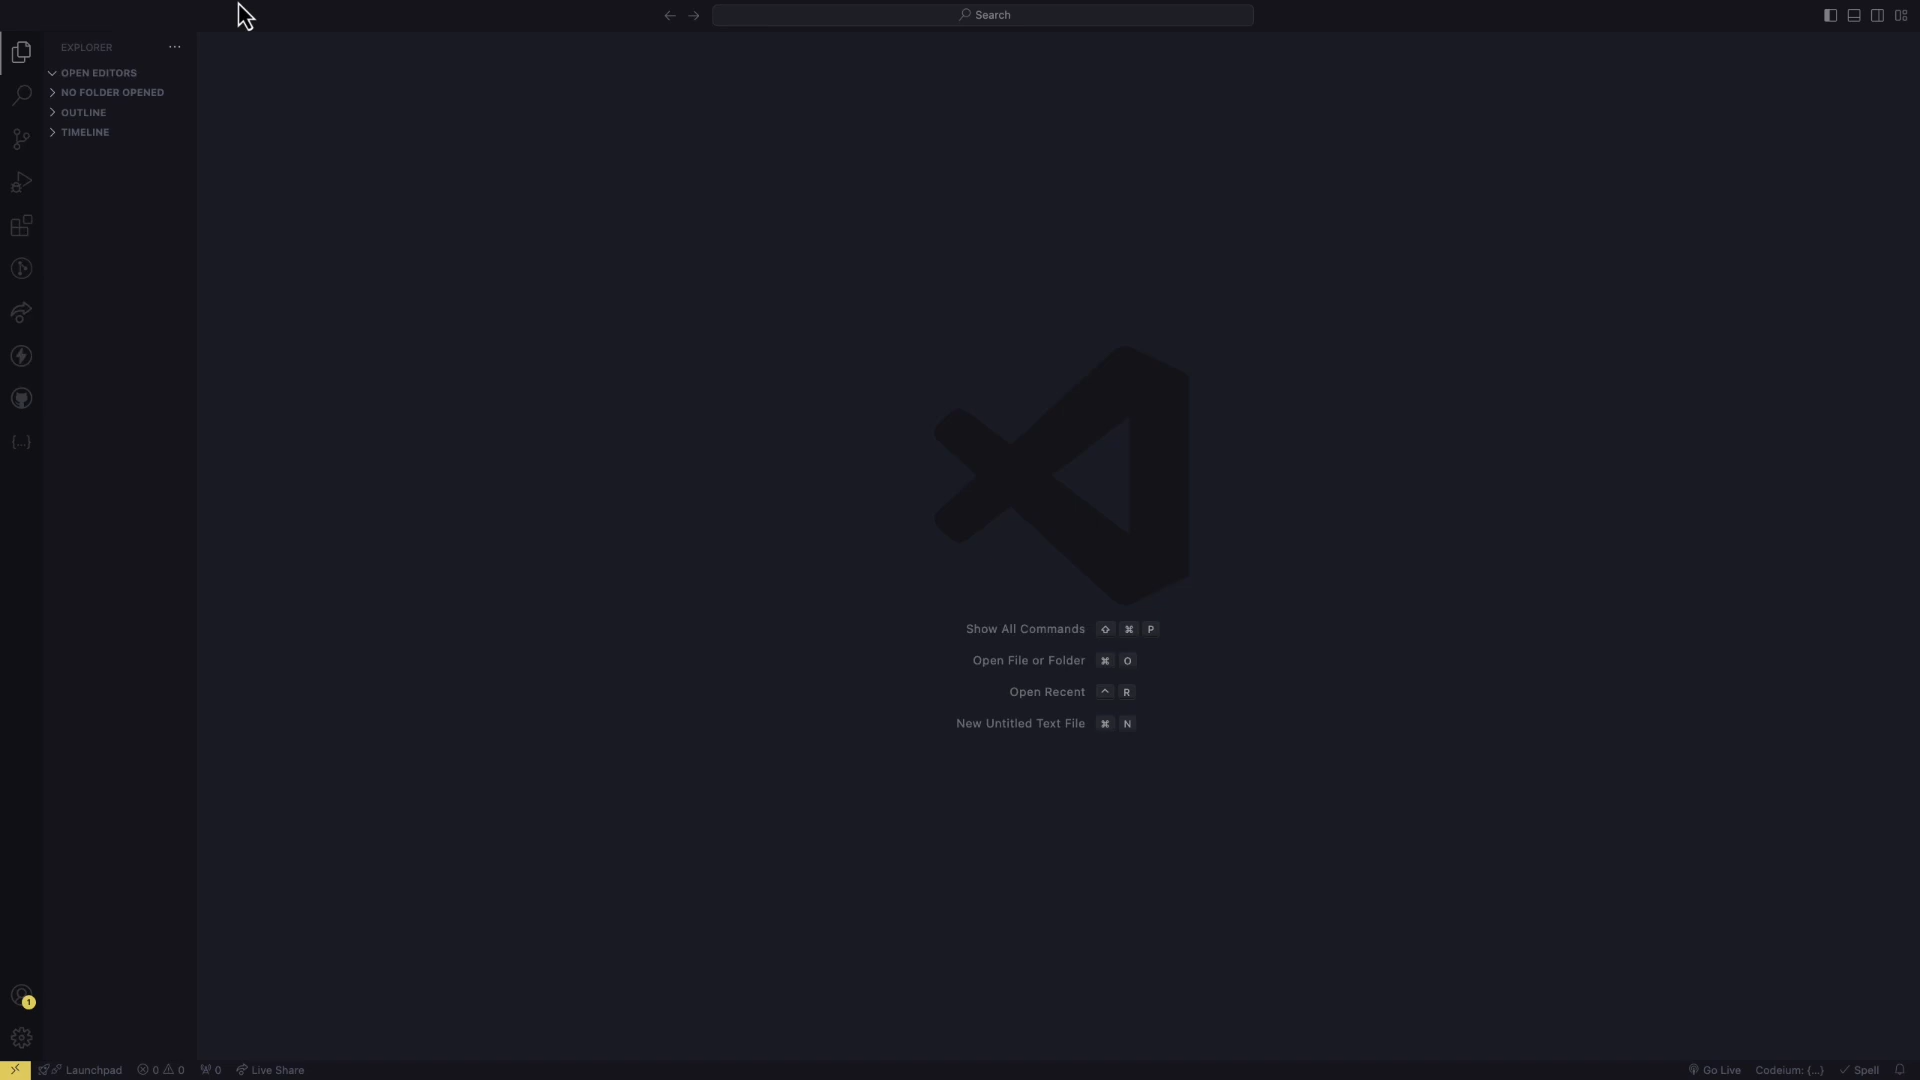 Search
EXPLORER
OPEN EDITORS
NO FOLDER OPENED
OUTLINE
TIMELINE
{...}
Show All Commands ⇧ ⌘ P
Open File or Folder ⌘ O
Open Recent ^ R
New Untitled Text File ⌘ N
1
Launchpad 0 0 0 Live Share
Go Live Codeium: {...} ✓ Spell